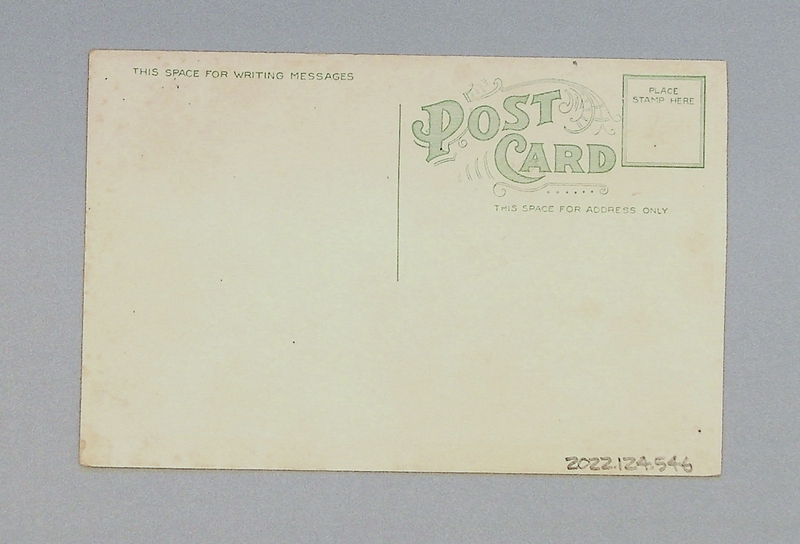 THIS SPACE FOR WRITING MESSAGES
POST
CARD
PLACE
STAMP HERE
THIS SPACE FOR ADDRESS ONLY
2022.124.546